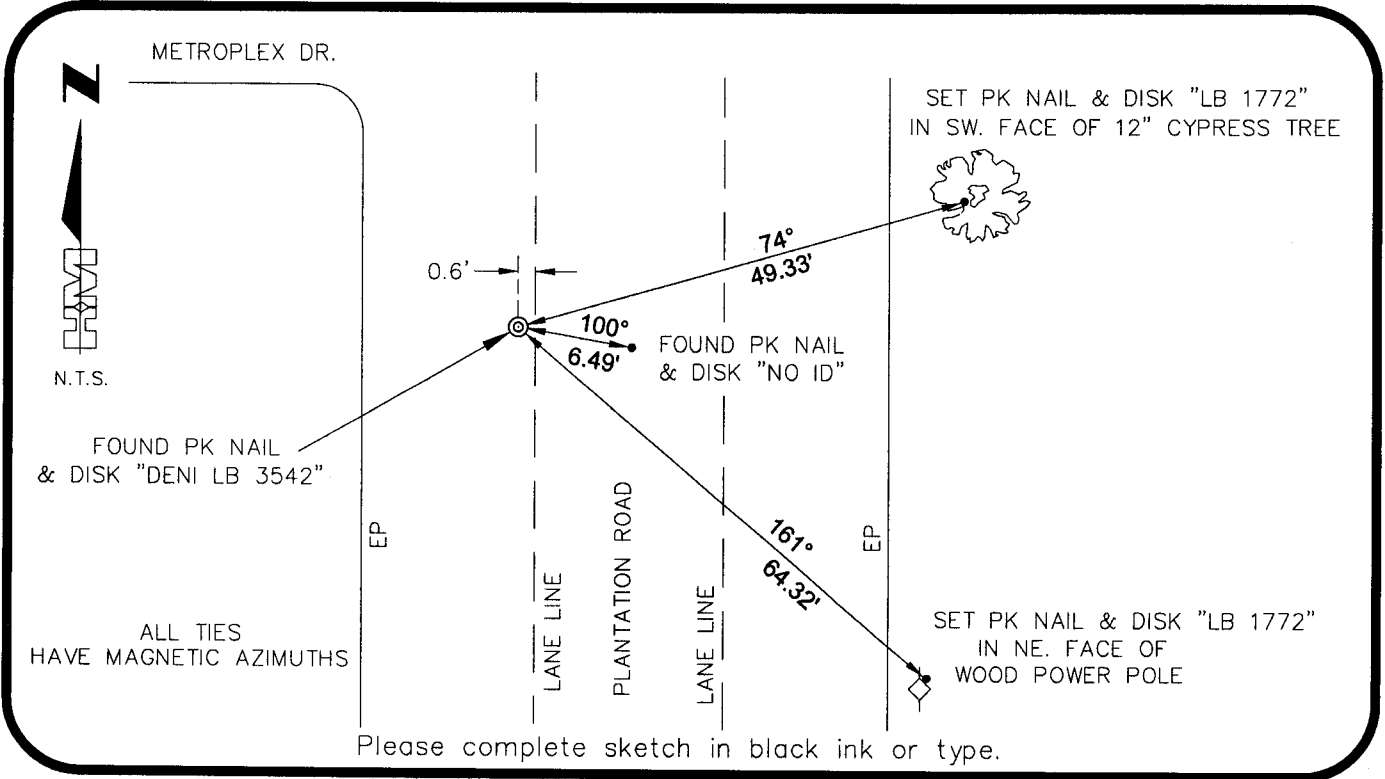 METROPLEX DR.
N
SET PK NAIL & DISK "LB 1772"
IN SW. FACE OF 12" CYPRESS TREE
74°
49.33'
0.6'
100°
6.49'
FOUND PK NAIL
& DISK "NO ID"
N.T.S.
FOUND PK NAIL
& DISK "DENI LB 3542"
EP
LANE LINE
PLANTATION ROAD
LANE LINE
EP
161°
64.32'
ALL TIES
HAVE MAGNETIC AZIMUTHS
SET PK NAIL & DISK "LB 1772"
IN NE. FACE OF
WOOD POWER POLE
Please complete sketch in black ink or type.